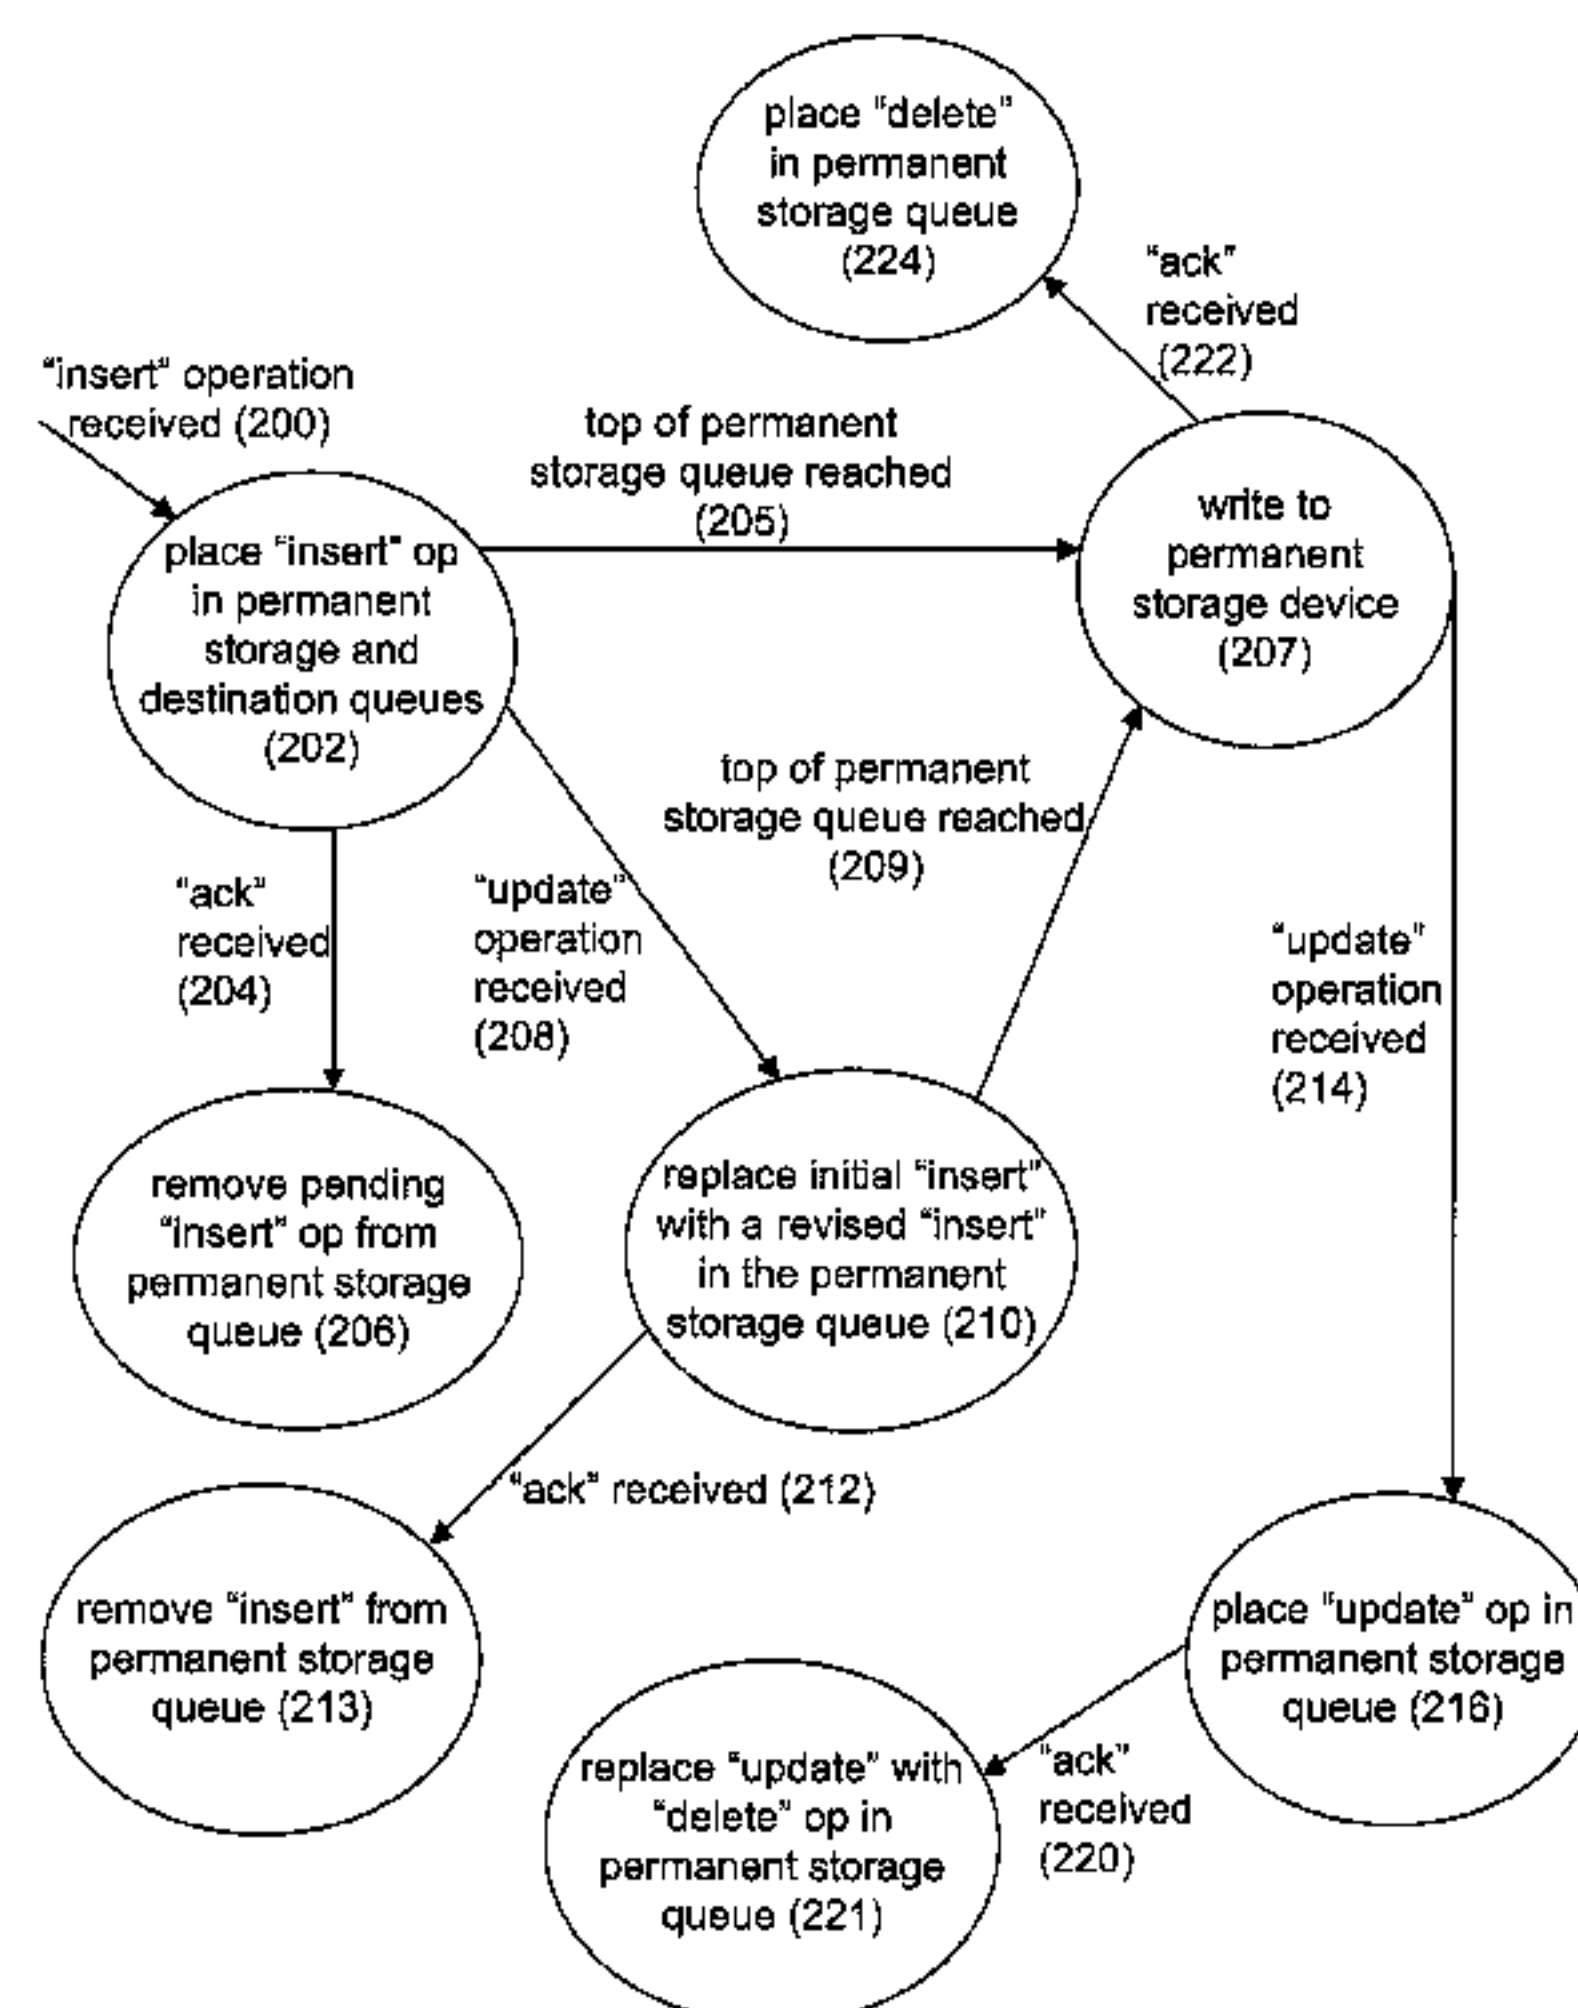 place "delete"
in permanent
storage queue
(224)
"ack"
received
(222)
"insert" operation
received (200)
top of permanent
storage queue reached
(205)
write to
permanent
storage device
(207)
place "insert" op
in permanent
storage and
destination queues
(202)
top of permanent
storage queue reached
(209)
"ack"
received
(204)
"update"
operation
received
(208)
"update"
operation
received
(214)
remove pending
"insert" op from
permanent storage
queue (206)
replace initial "insert"
with a revised "insert"
in the permanent
storage queue (210)
"ack" received (212)
remove "insert" from
permanent storage
queue (213)
place "update" op in
permanent storage
queue (216)
replace "update" with
"delete" op in
permanent storage
queue (221)
"ack"
received
(220)